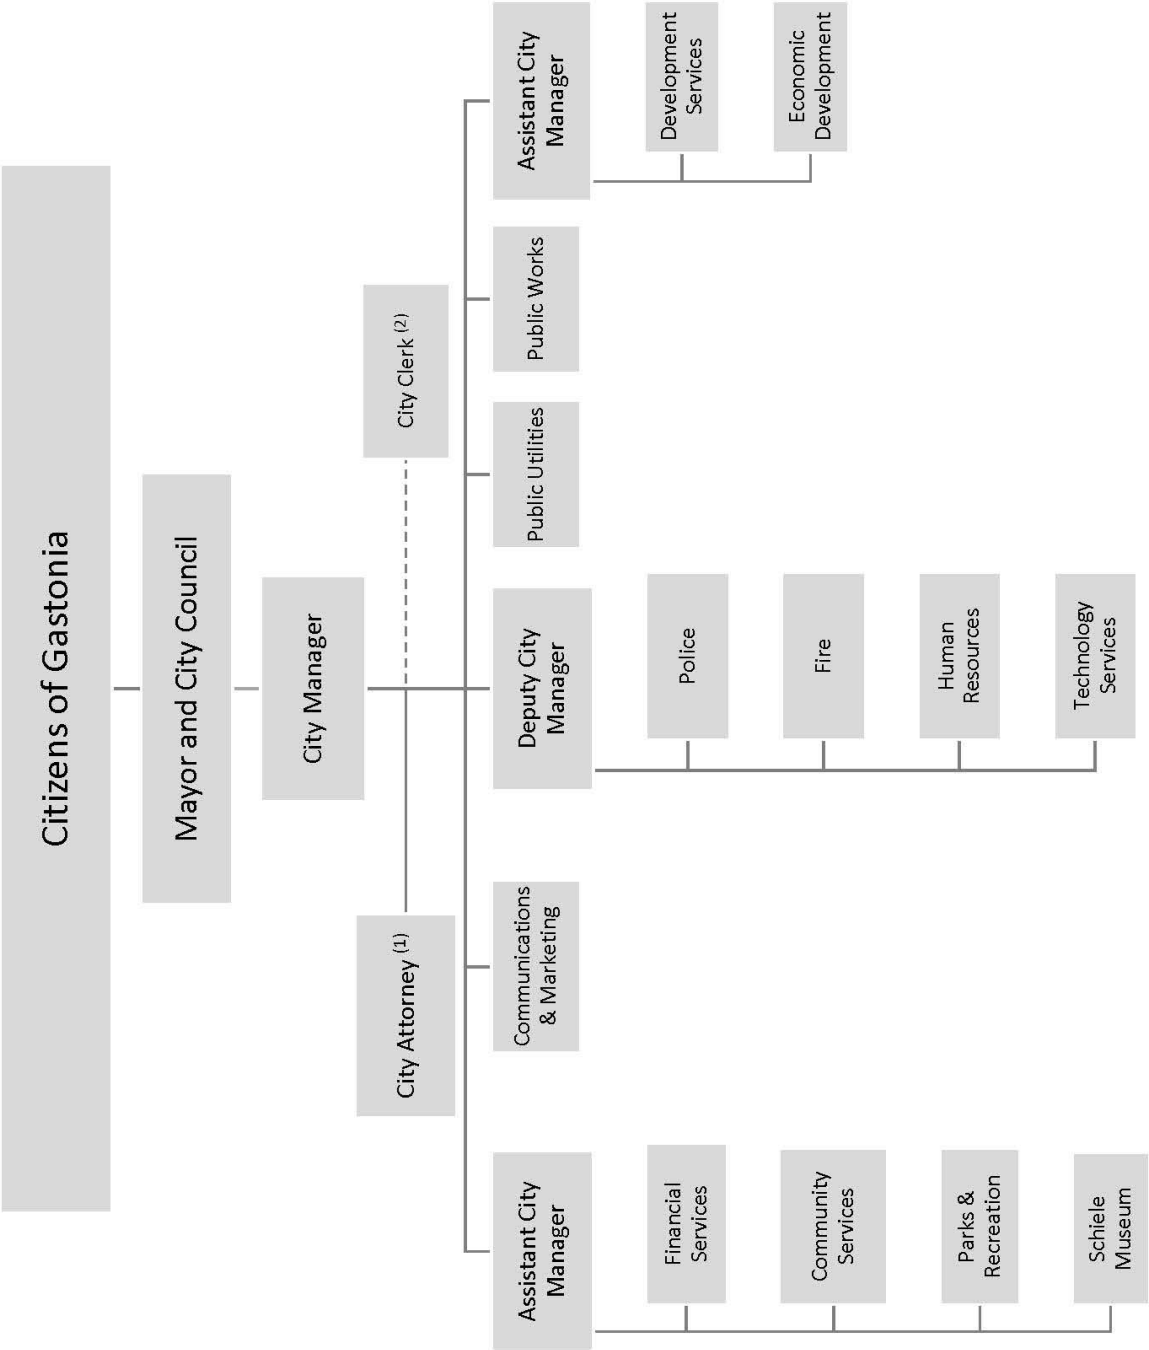 Citizens of Gastonia
Mayor and City Council
City Manager
City Attorney (1)
City Clerk (2)
Assistant City
Manager
Communications
& Marketing
Deputy City
Manager
Public Utilities
Public Works
Assistant City
Manager
Financial
Services
Community
Services
Parks &
Recreation
Schiele
Museum
Police
Fire
Human
Resources
Technology
Services
Development
Services
Economic
Development